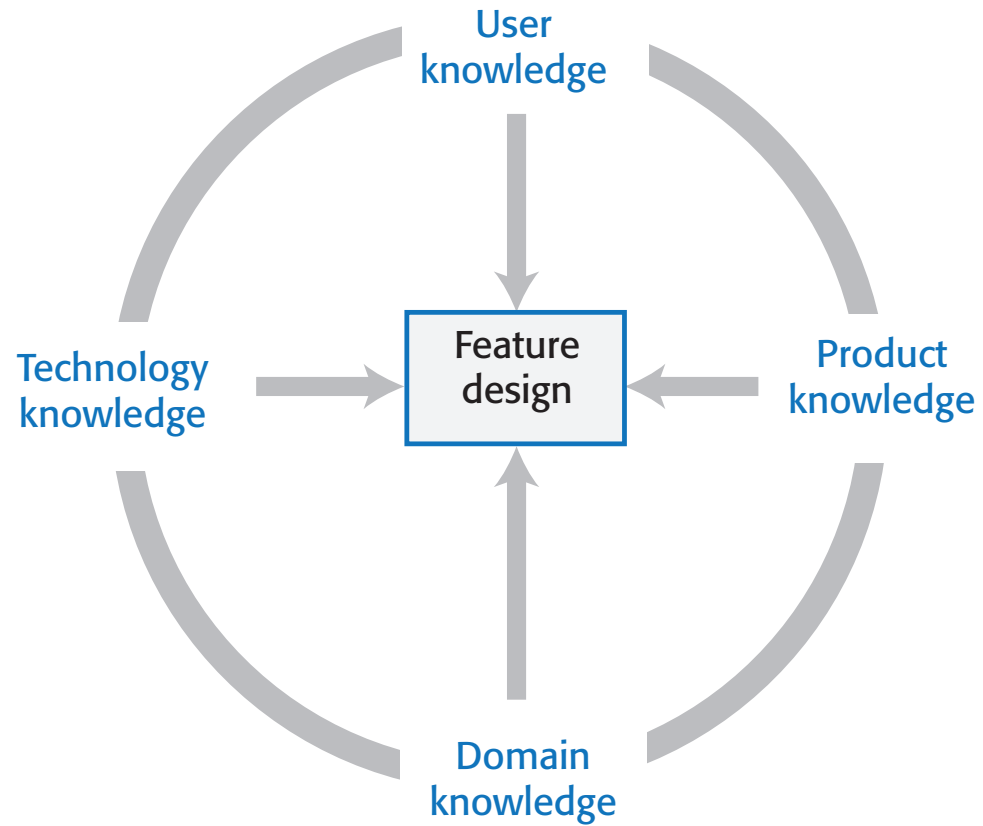 User
knowledge
Feature
design
Technology
knowledge
Product
knowledge
Domain
knowledge